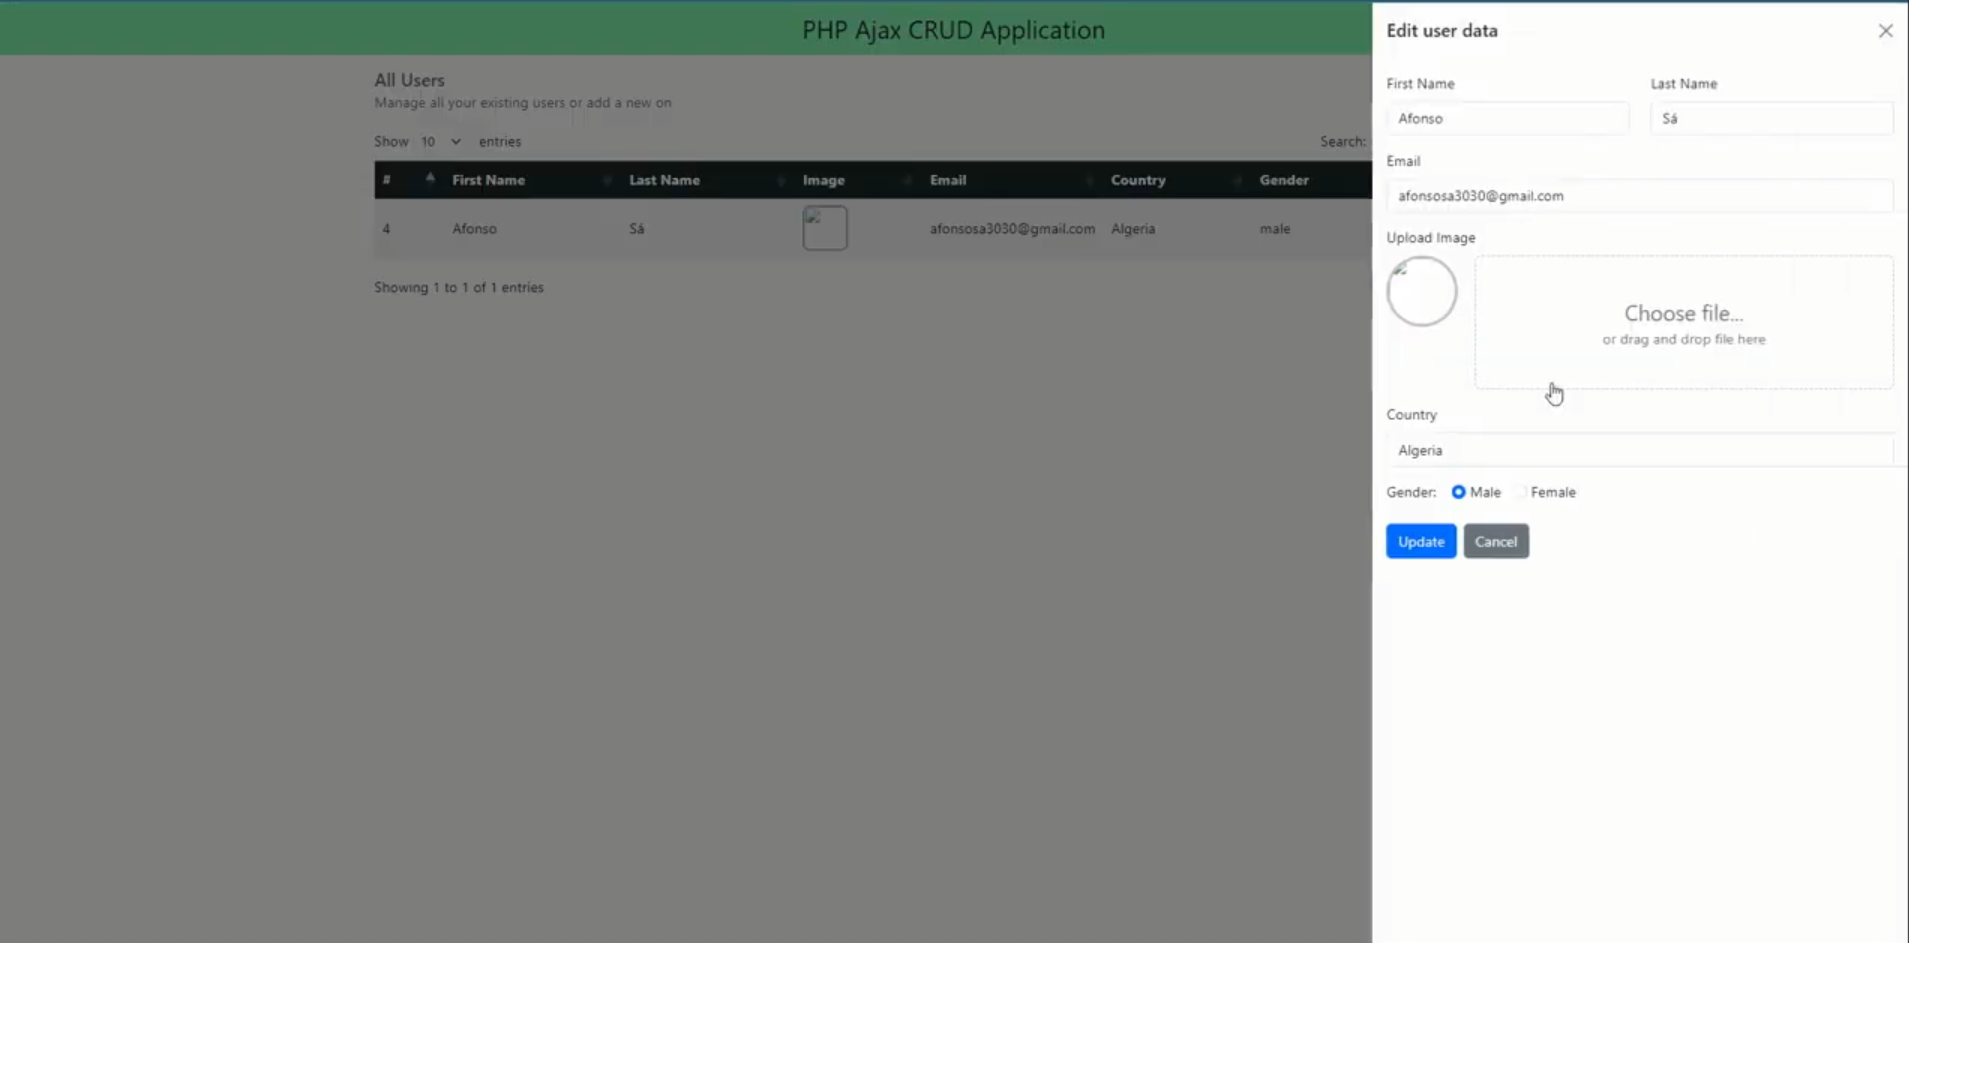 PHP Ajax CRUD Application
All Users
Manage all your existing users or add a new on
Show 10 entries
Search:
# First Name Last Name Image Email Country Gender
4 Afonso Sá afonsosa3030@gmail.com Algeria male
Showing 1 to 1 of 1 entries
Edit user data
First Name Last Name
Afonso Sá
Email
afonsosa3030@gmail.com
Upload Image
Choose file...
or drag and drop file here
Country
Algeria
Gender: Male Female
Update Cancel